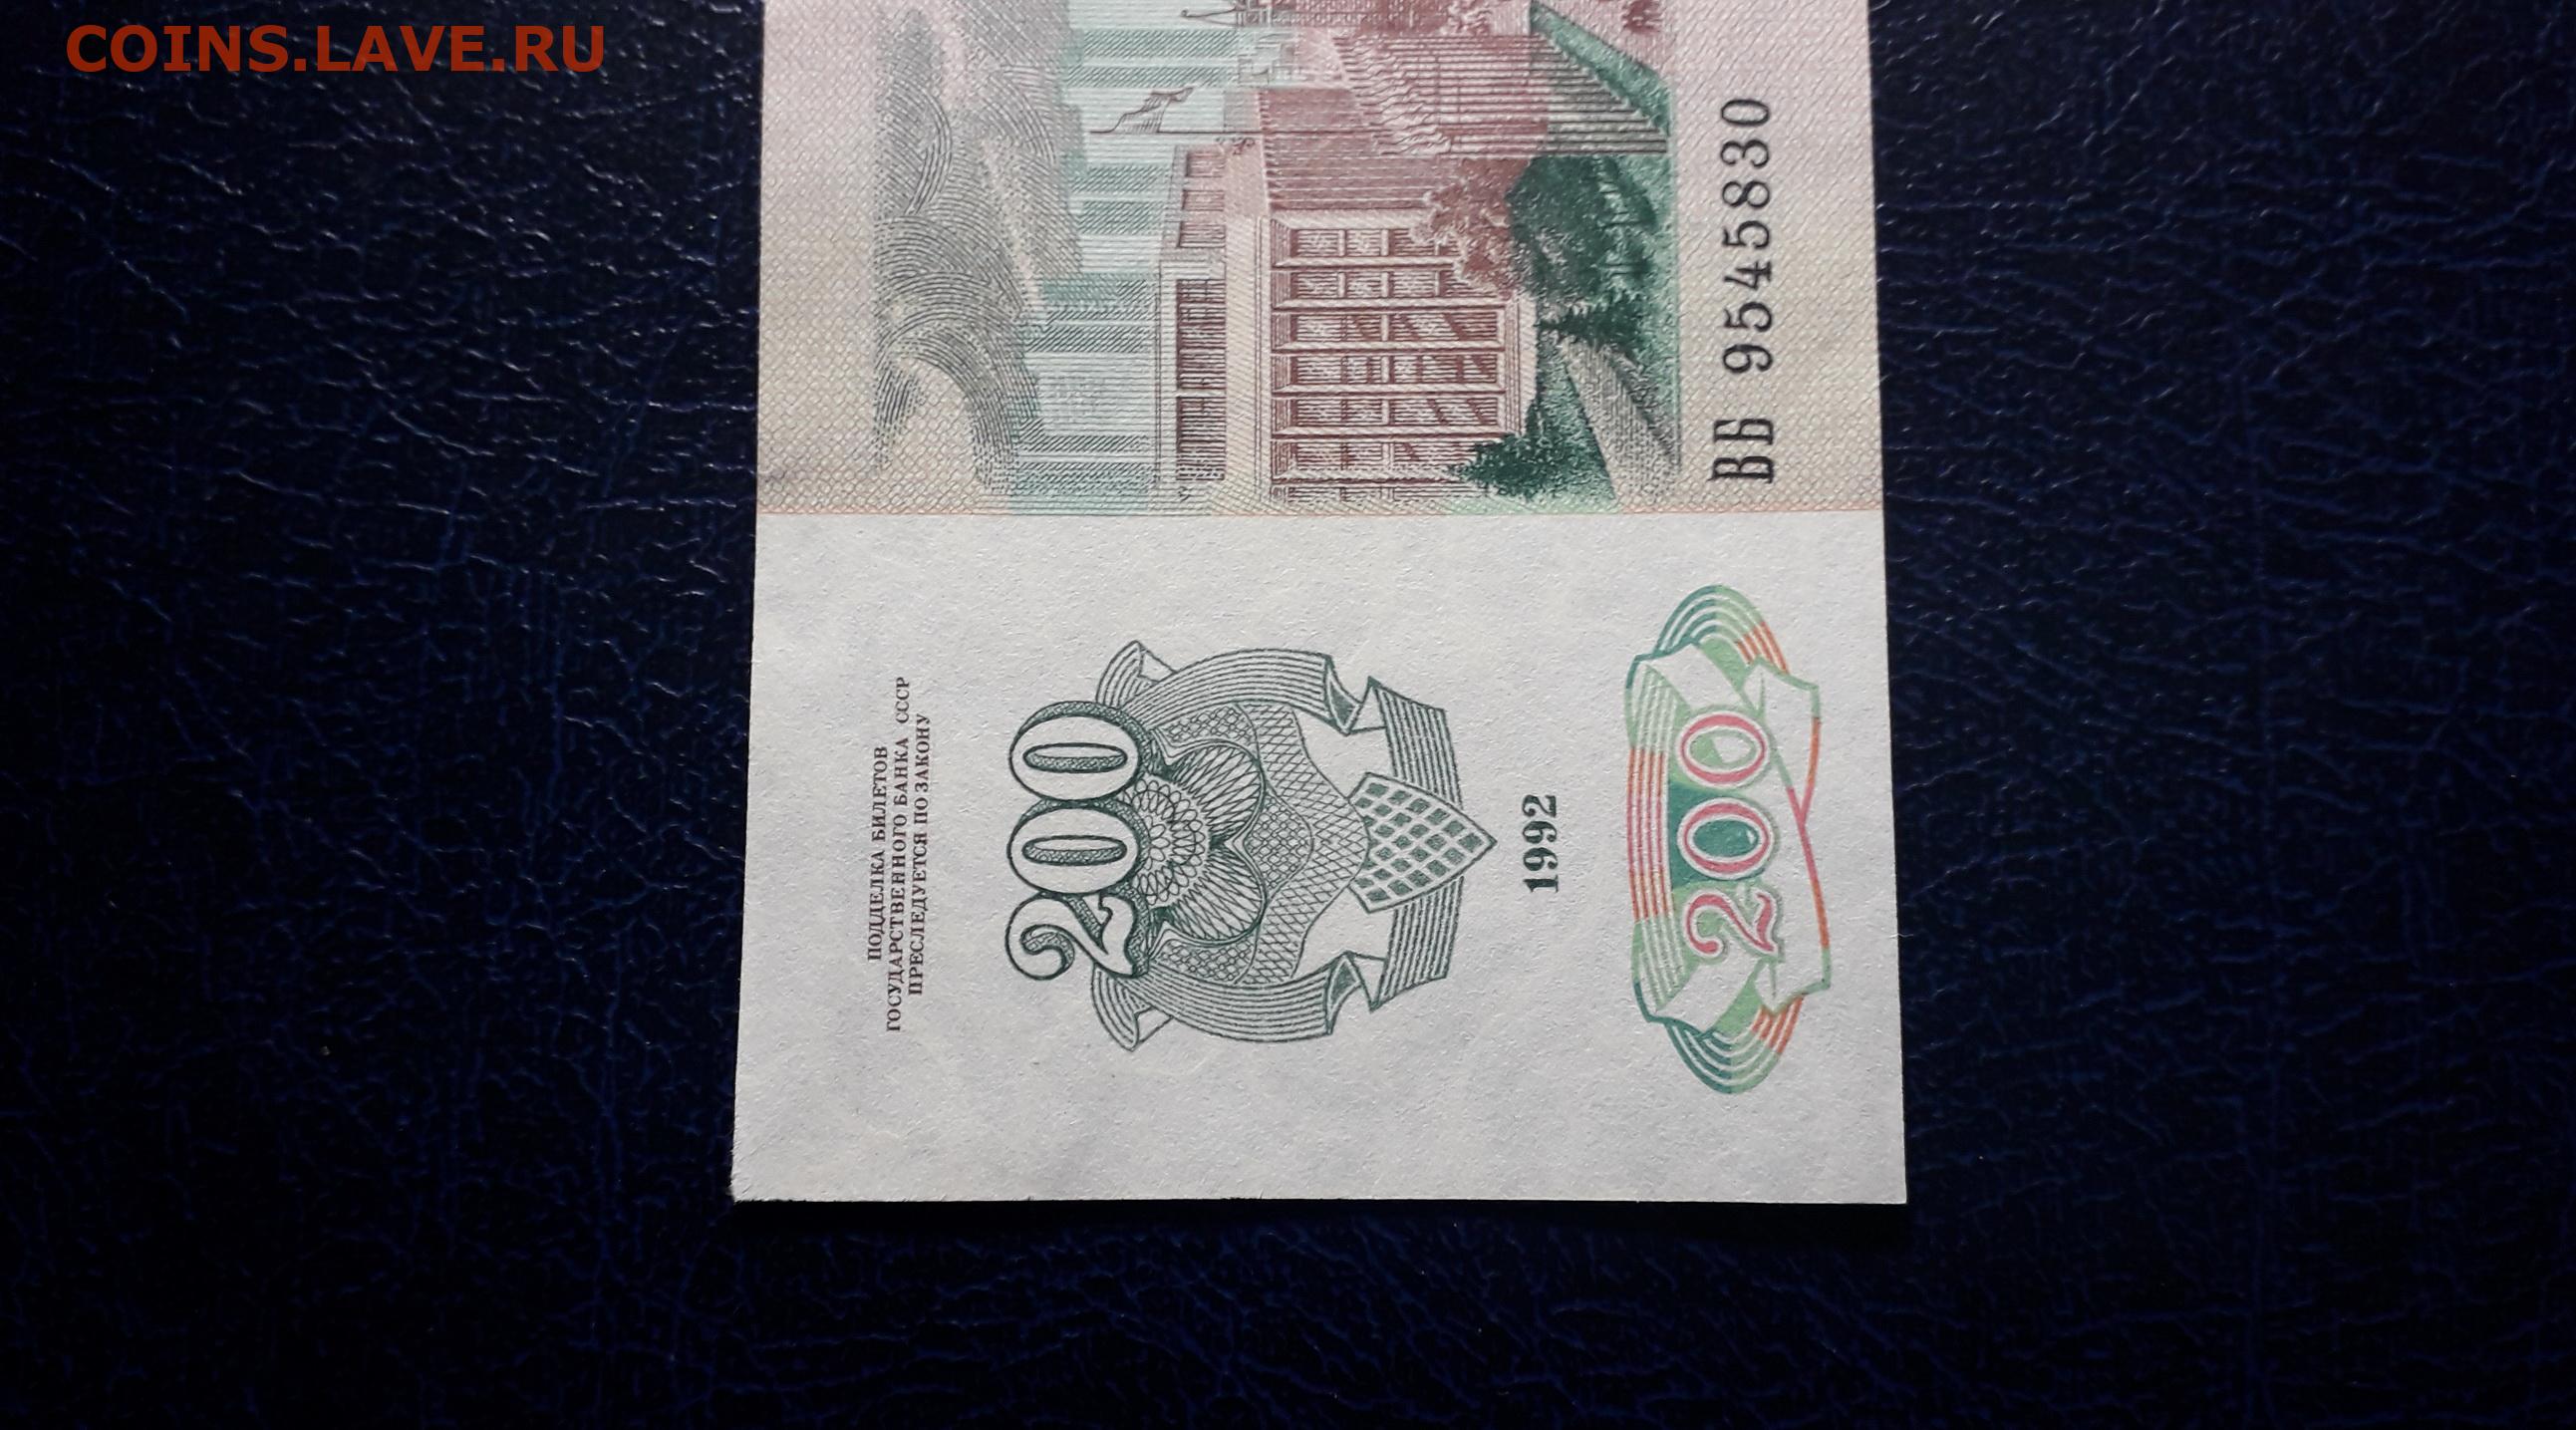 COINS.LAVE.RU
ПОДДЕЛКА БИЛЕТОВ
ГОСУДАРСТВЕННОГО БАНКА СССР
ПРЕСЛЕДУЕТСЯ ПО ЗАКОНУ
200
1992
200
ВБ 9545830